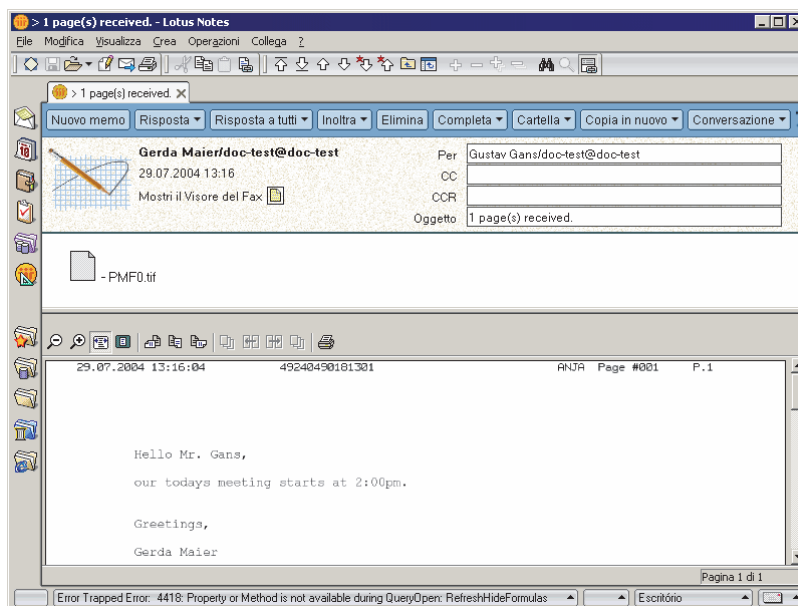 > 1 page(s) received. - Lotus Notes
File Modifica Visualizza Crea Operazioni Collega ?
> 1 page(s) received.
Nuovo memo Risposta Risposta a tutti Inoltra Elimina Completa Cartella Copia in nuovo Conversazione
Gerda Maier/doc-test@doc-test
29.07.2004 13:16
Mostri il Visore del Fax
Per Gustav Gans/doc-test@doc-test
CC
CCR
Oggetto 1 page(s) received.
- PMF0.tif
29.07.2004 13:16:04 49240490181301 ANJA Page #001 P.1
Hello Mr. Gans,
our todays meeting starts at 2:00pm.
Greetings,
Gerda Maier
Pagina 1 di 1
Error Trapped Error: 4418: Property or Method is not available during QueryOpen: RefreshHideFormulas Escritório